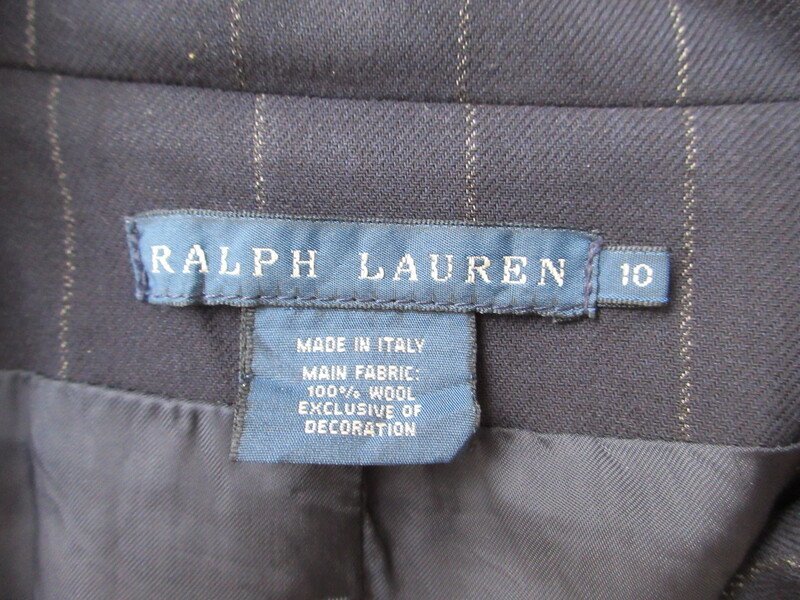 RALPH LAUREN
10
MADE IN ITALY
MAIN FABRIC:
100% WOOL
EXCLUSIVE OF
DECORATION